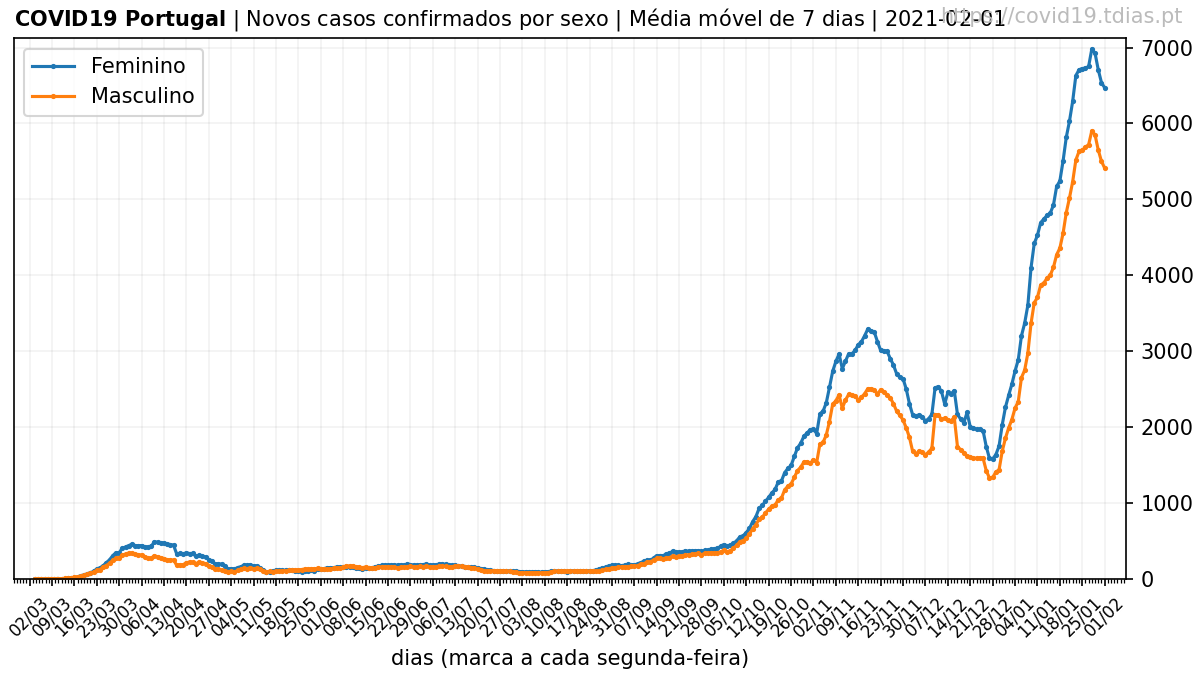 COVID19 Portugal | Novos casos confirmados por sexo | Média móvel de 7 dias | 2021-02-01
https://covid19.tdias.pt
Feminino
Masculino
7000
6000
5000
4000
3000
2000
1000
0
02/03 09/03 16/03 23/03 30/03 6/04 13/04 20/04 27/04 04/05 11/05 18/05 25/05 01/06 08/06 15/06 22/06 29/06 06/07 13/07 20/07 27/07 03/08 10/08 17/08 24/08 31/08 07/09 14/09 21/09 28/09 05/10 12/10 19/10 26/10 02/11 09/11 16/11 23/11 30/11 07/12 14/12 21/12 28/12 04/01 11/01 18/01 25/01 01/02
dias (marca a cada segunda-feira)